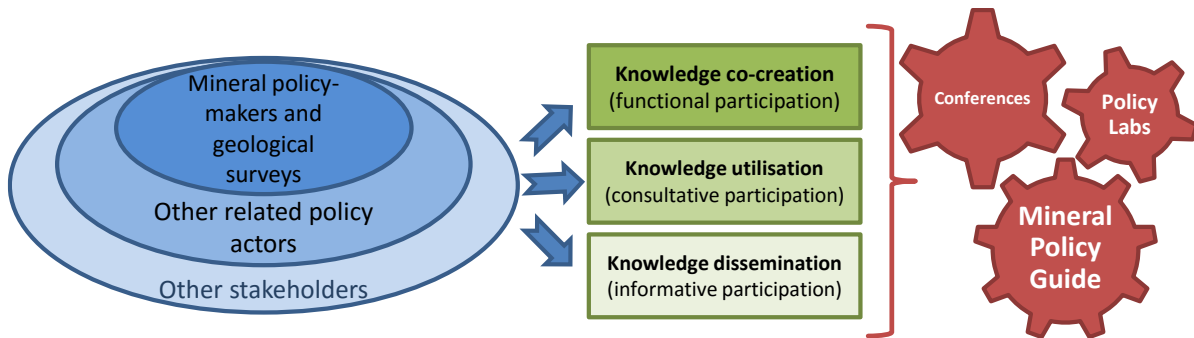 Mineral policy-
makers and
geological
surveys
Other related policy
actors
Other stakeholders
Knowledge co-creation
(functional participation)
Knowledge utilisation
(consultative participation)
Knowledge dissemination
(informative participation)
Conferences
Policy
Labs
Mineral
Policy
Guide